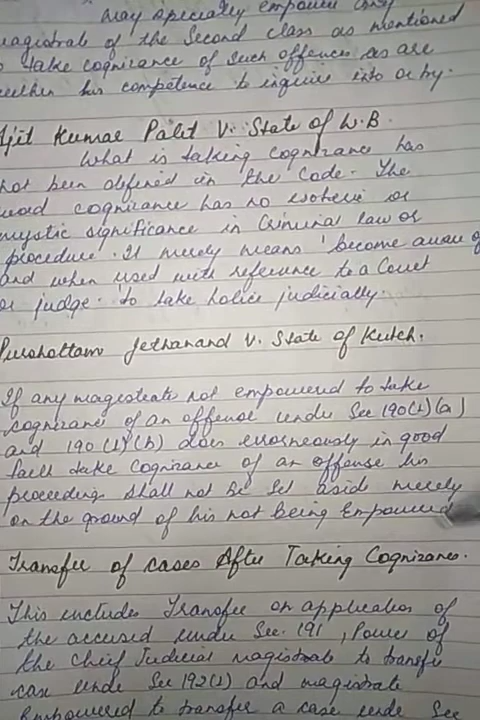 may specially empower any
magistrate of the Second class as mentioned
to take cognizance of such offences as are
within his competence to inquire into or try.
Ajit Kumar Palit V. State of W.B
What is taking cognizance has
not been defined in the Code. The
word cognizance has no esoteric or
mystic significance in Criminal law or
procedure. It merely means 'become aware of
and when used with reference to a Court
or judge. to take notice judicially.
Purshottam Jethanand V. State of Kutch.
If any magistrate not empowered to take
cognizance of an offense under Sec 190(1)(a)
and 190(1)(b) does erroneously in good
faith take cognizance of an offense his
proceeding shall not be set aside merely
on the ground of his not being Empowered
Transfer of cases After Taking Cognizance.
This includes Transfer on application of
the accused under Sec. 191, Power of
the Chief Judicial magistrate to transfer
case under Sec 192(1) and magistrate
Empowered to transfer a case under Sec